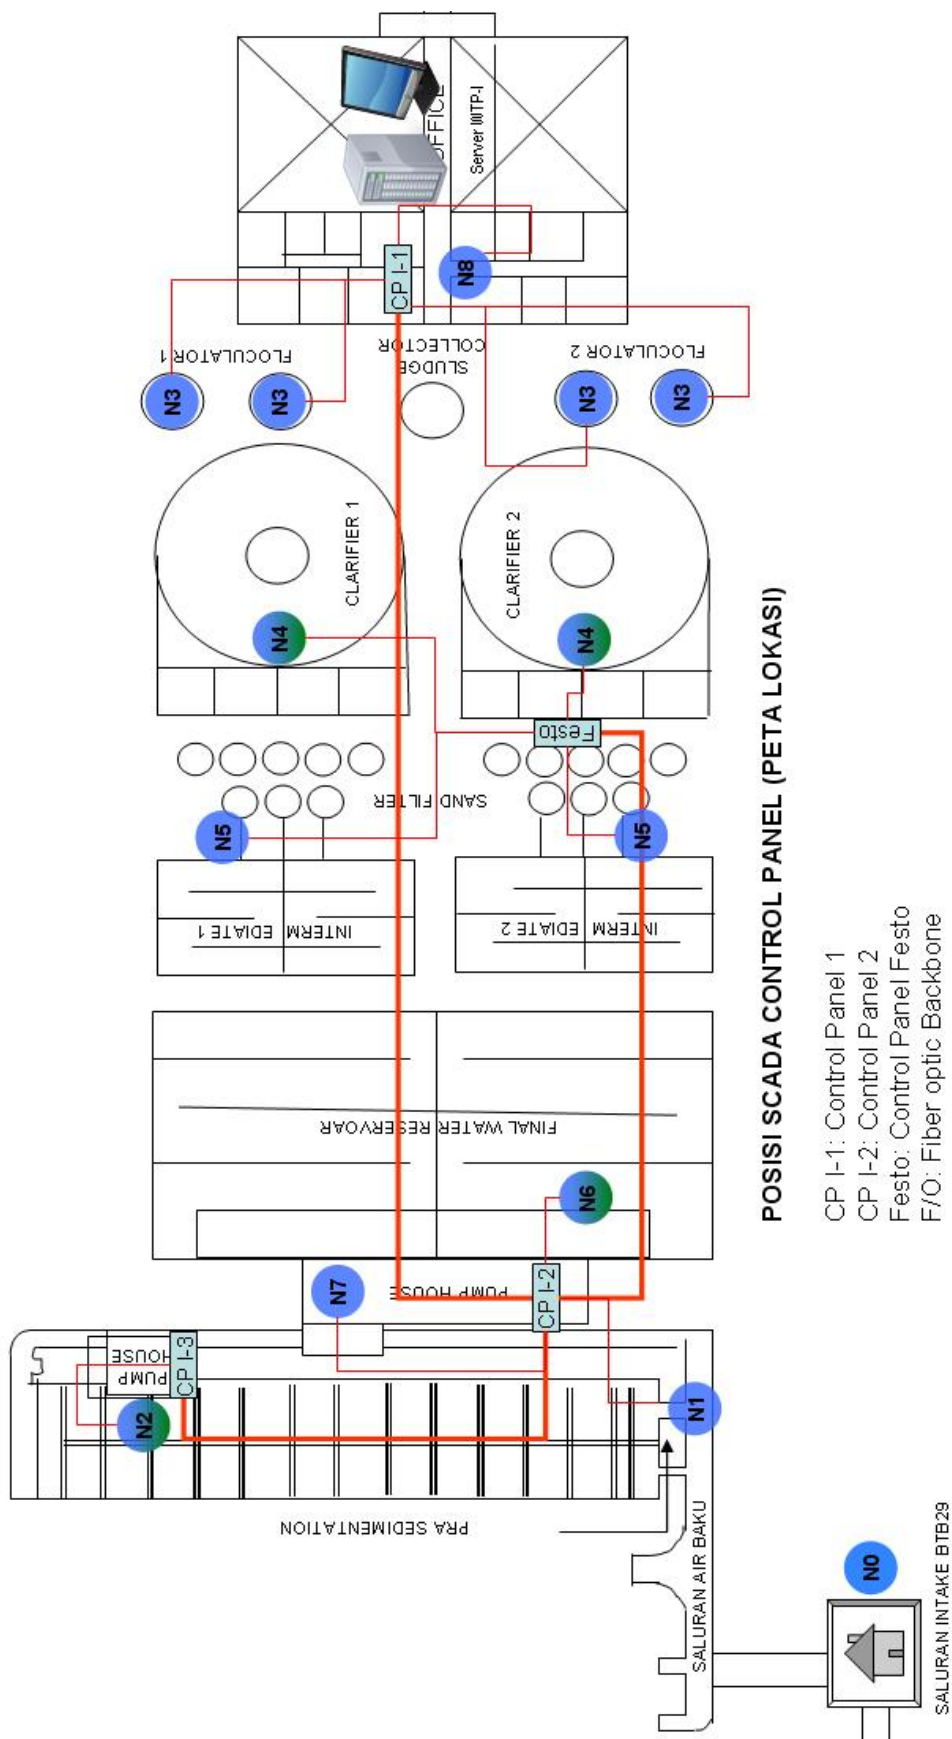 OFFICE
Server WTP-I
CP I-1
N8
FLOCULATOR 1
N3
N3
SLUDGE
COLLECTOR
FLOCULATOR 2
N3
N3
CLARIFIER 1
N4
CLARIFIER 2
N4
Festo
SAND FILTER
N5
N5
INTERM EDIATE 1
INTERM EDIATE 2
FINAL WATER RESERVOAR
N6
PUMP HOUSE
N7
CP I-2
PUMP
HOUSE
CP I-3
N2
N1
PRA SEDIMENTATION
SALURAN AIR BAKU
N0
SALURAN INTAKE BTB29
POSISI SCADA CONTROL PANEL (PETA LOKASI)
CP I-1: Control Panel 1
CP I-2: Control Panel 2
Festo: Control Panel Festo
F/O: Fiber optic Backbone